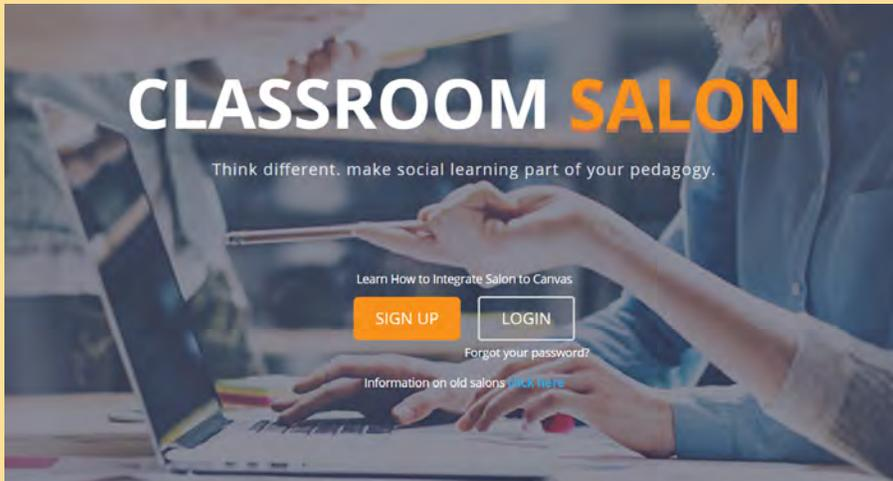 CLASSROOM SALON
Think different. make social learning part of your pedagogy.
Learn How to Integrate Salon to Canvas
SIGN UP LOGIN
Forgot your password?
Information on old salons click here